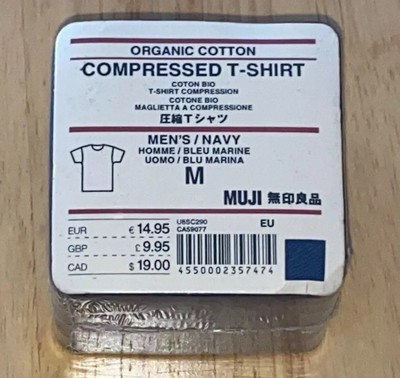 ORGANIC COTTON
COMPRESSED T-SHIRT
COTON BIO
T-SHIRT COMPRESSION
COTONE BIO
MAGLIETTA A COMPRESSIONE
圧縮Tシャツ
MEN'S / NAVY
HOMME / BLEU MARINE
UOMO / BLU MARINA
M
MUJI 無印良品
EUR € 14.95
GBP £ 9.95
CAD $ 19.00
U8SC290
CA59077
EU
4550002357474